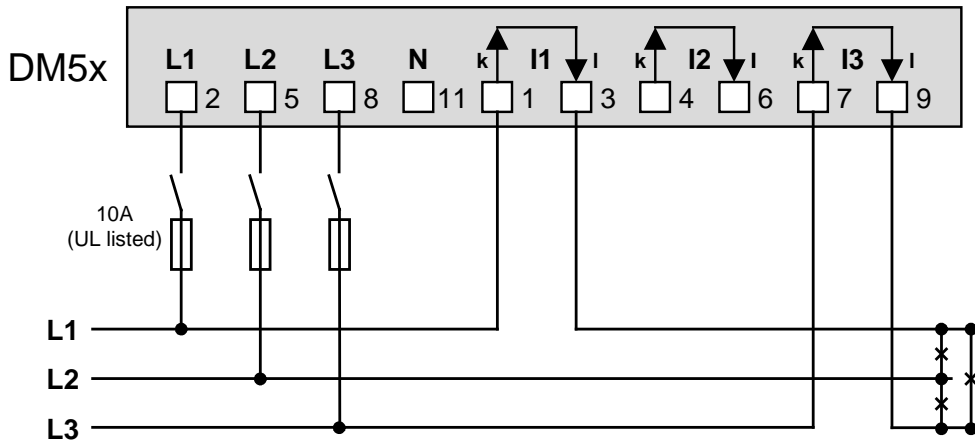 DM5x
L1 L2 L3 N k I1 l k I2 l k I3 l
2 5 8 11 1 3 4 6 7 9
10A
(UL listed)
L1
L2
L3